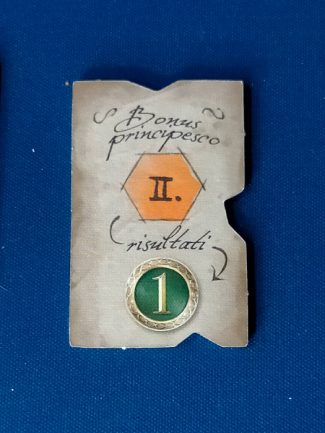 Bonus
principesco
II.
risultati
1